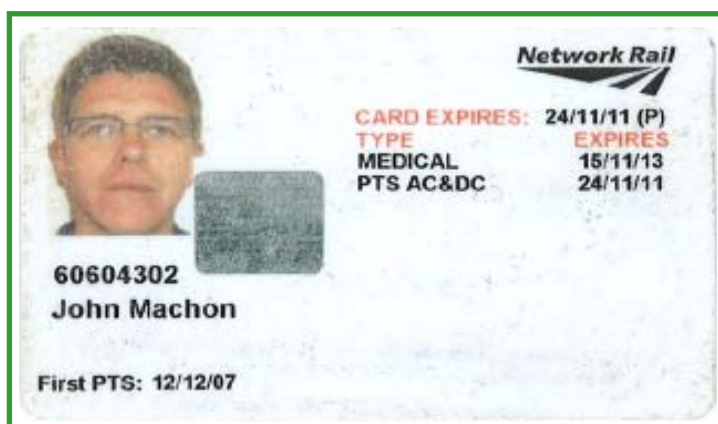 Network Rail
CARD EXPIRES: 24/11/11 (P)
TYPE EXPIRES
MEDICAL 15/11/13
PTS AC&DC 24/11/11
60604302
John Machon
First PTS: 12/12/07